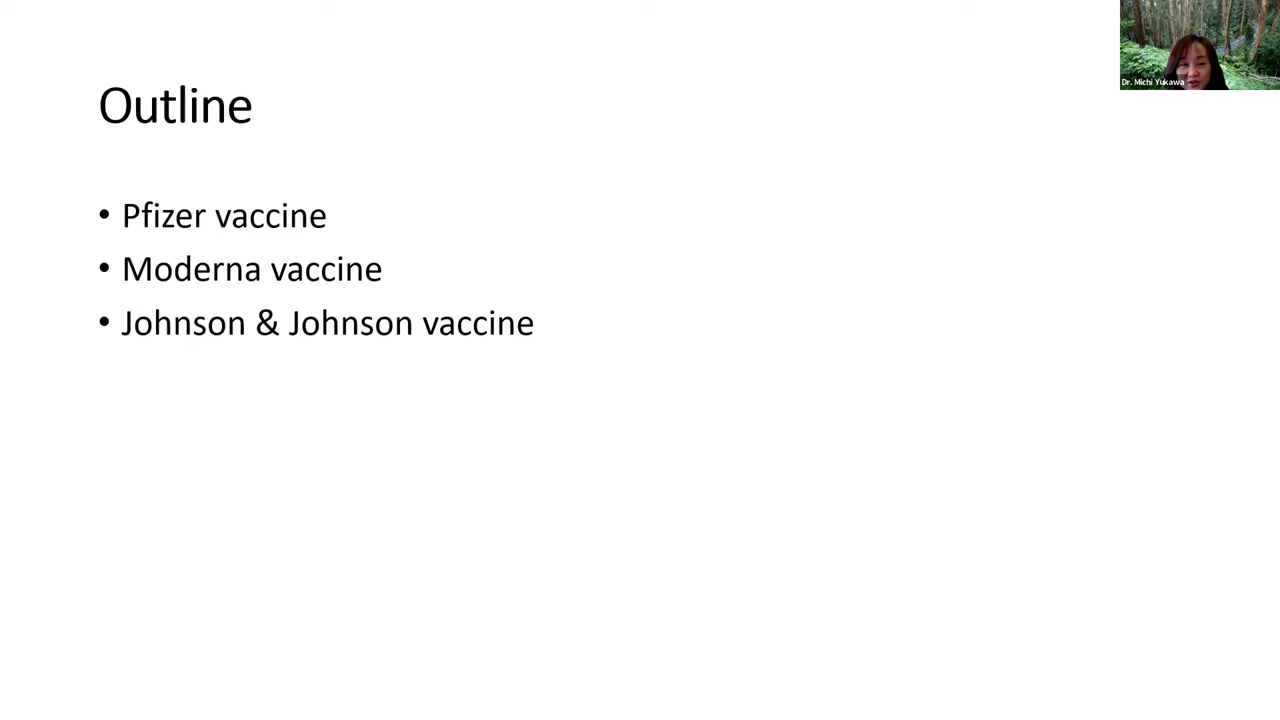 Dr. Michi Yukawa
Outline
• Pfizer vaccine
• Moderna vaccine
• Johnson & Johnson vaccine